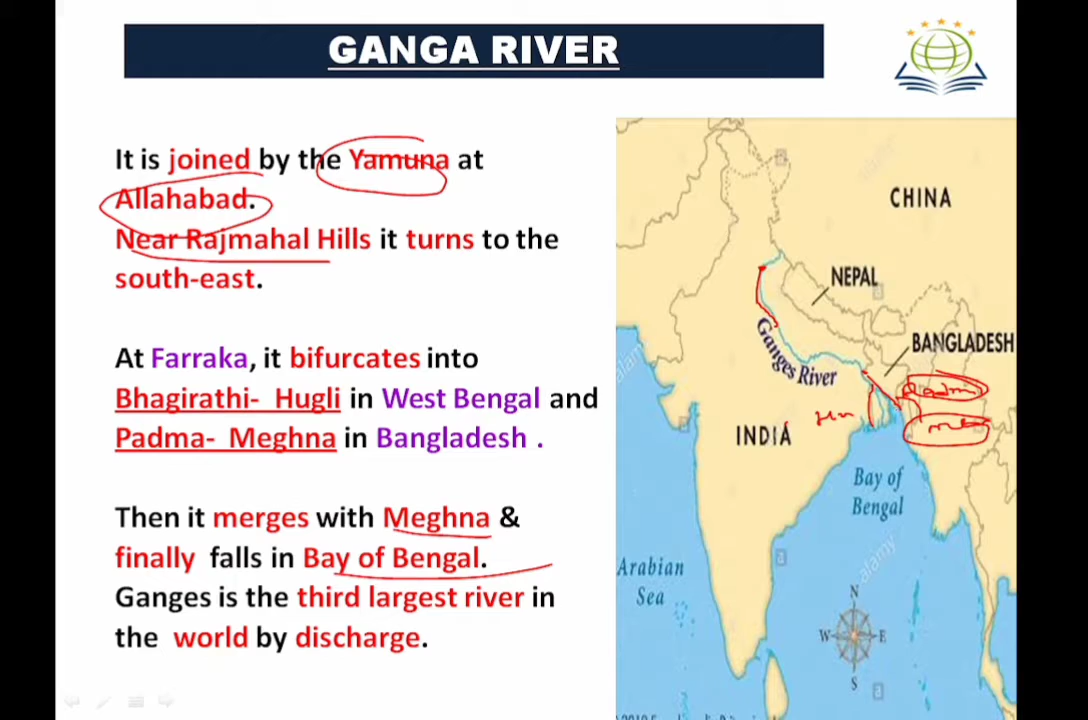 GANGA RIVER
It is joined by the Yamuna at
Allahabad.
Near Rajmahal Hills it turns to the
south-east.
At Farraka, it bifurcates into
Bhagirathi- Hugli in West Bengal and
Padma- Meghna in Bangladesh .
Then it merges with Meghna &
finally falls in Bay of Bengal.
Ganges is the third largest river in
the world by discharge.
CHINA
NEPAL
BANGLADESH
Ganges River
INDIA
Bay of
Bengal
Arabian
Sea
N
W E
S
alamy
alamy
a
a
a
a